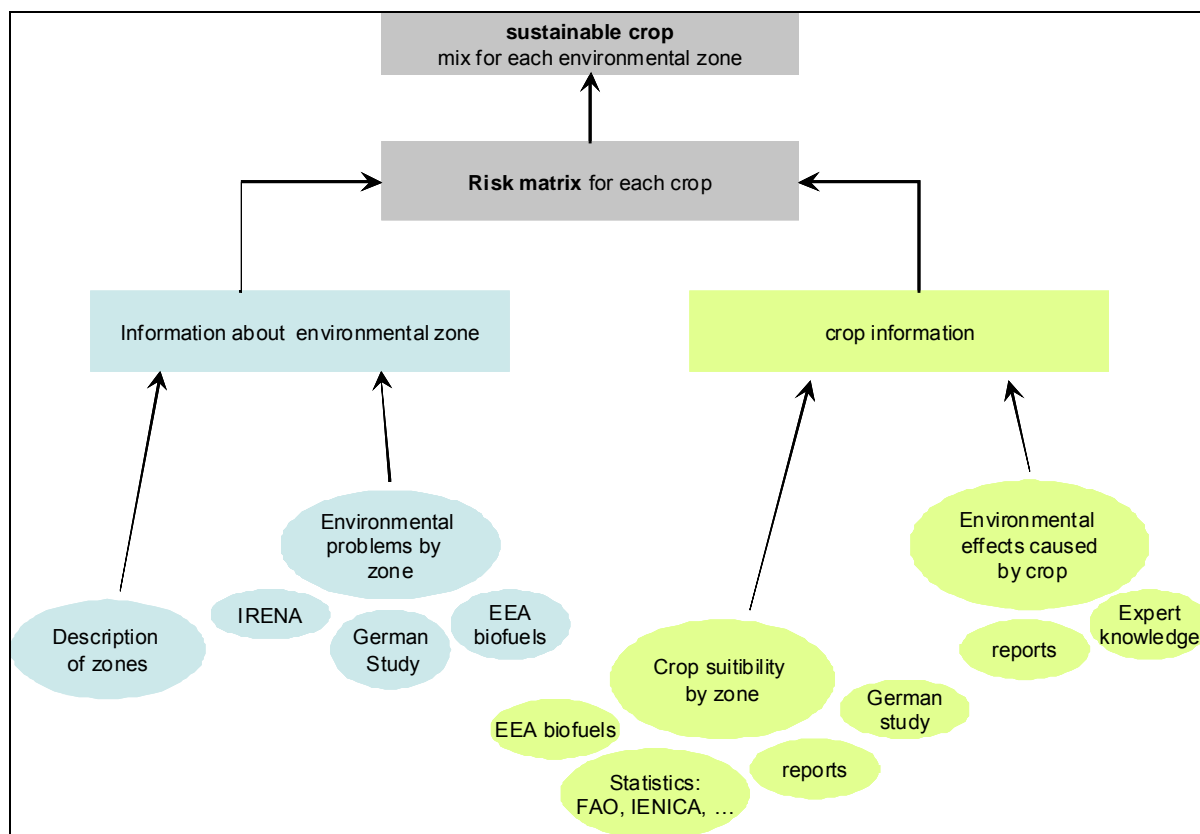 sustainable crop
mix for each environmental zone
Risk matrix for each crop
Information about environmental zone
crop information
Environmental
problems by
zone
Environmental
effects caused
by crop
IRENA
EEA
biofuels
Description
of zones
German
Study
Expert
knowledge
reports
Crop suitibility
by zone
German
study
EEA biofuels
reports
Statistics:
FAO, IENICA, ...